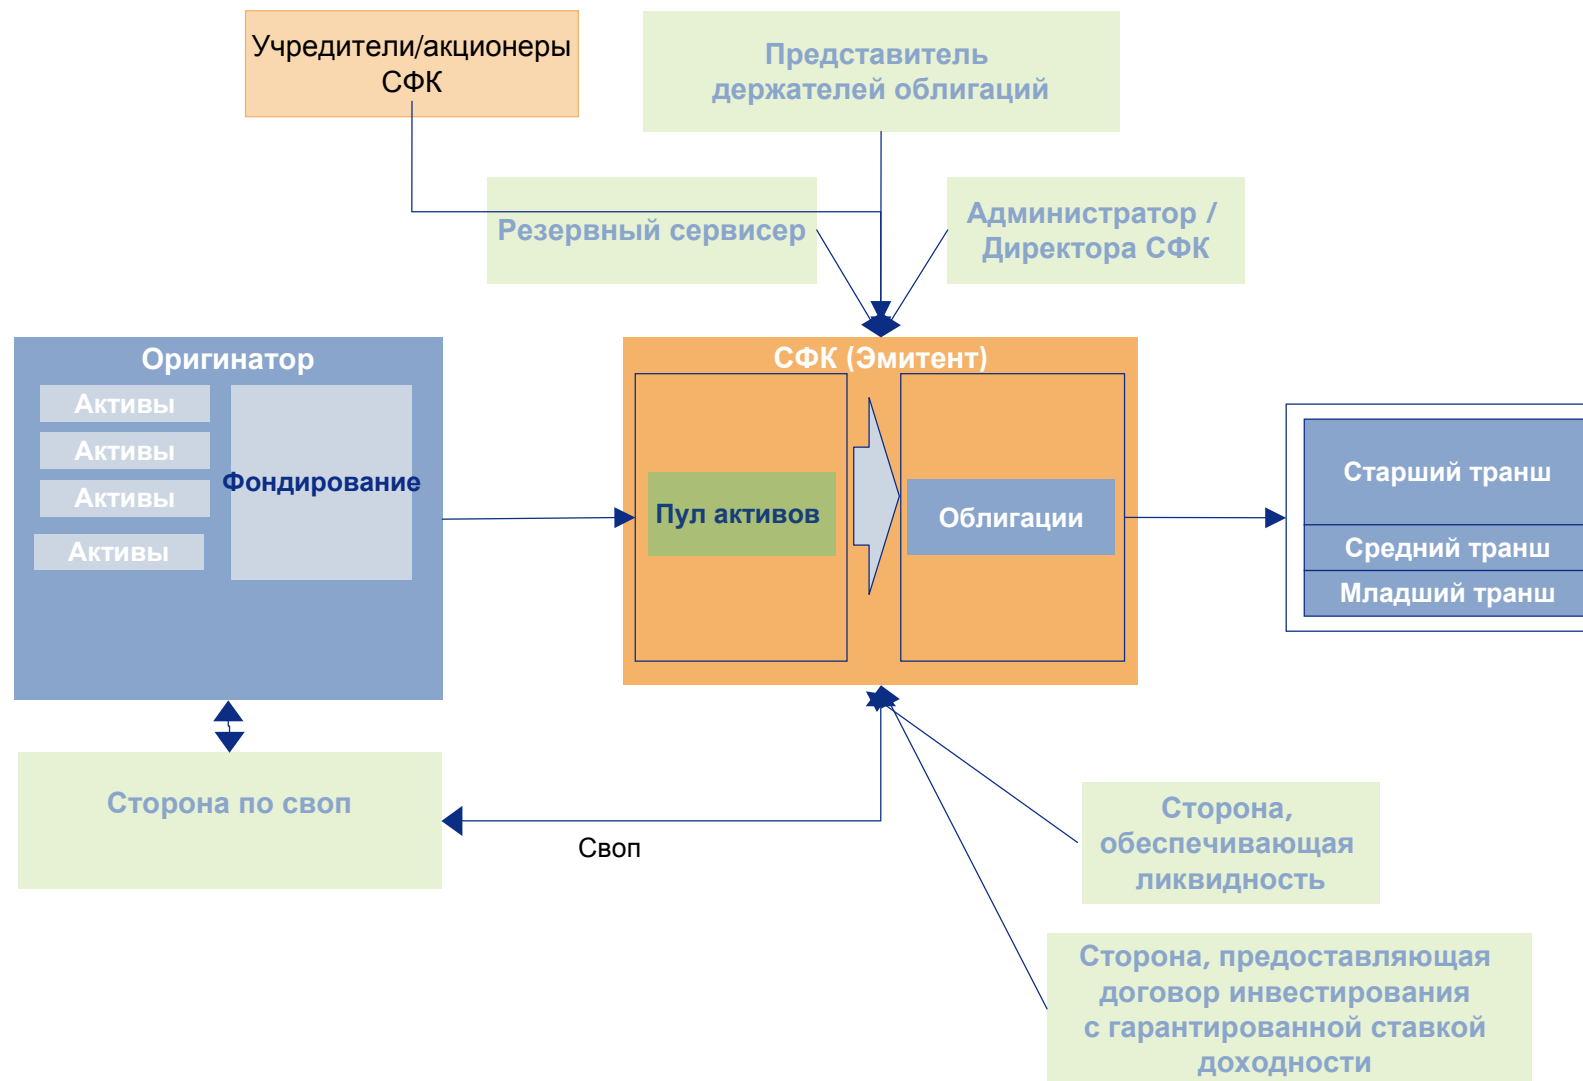 Учредители/акционеры
СФК
Представитель
держателей облигаций
Резервный сервисер
Администратор /
Директора СФК
Оригинатор
Активы
Активы
Активы
Активы
Фондирование
СФК (Эмитент)
Пул активов
Облигации
Старший транш
Средний транш
Младший транш
Сторона по своп
Своп
Сторона,
обеспечивающая
ликвидность
Сторона, предоставляющая
договор инвестирования
с гарантированной ставкой
доходности